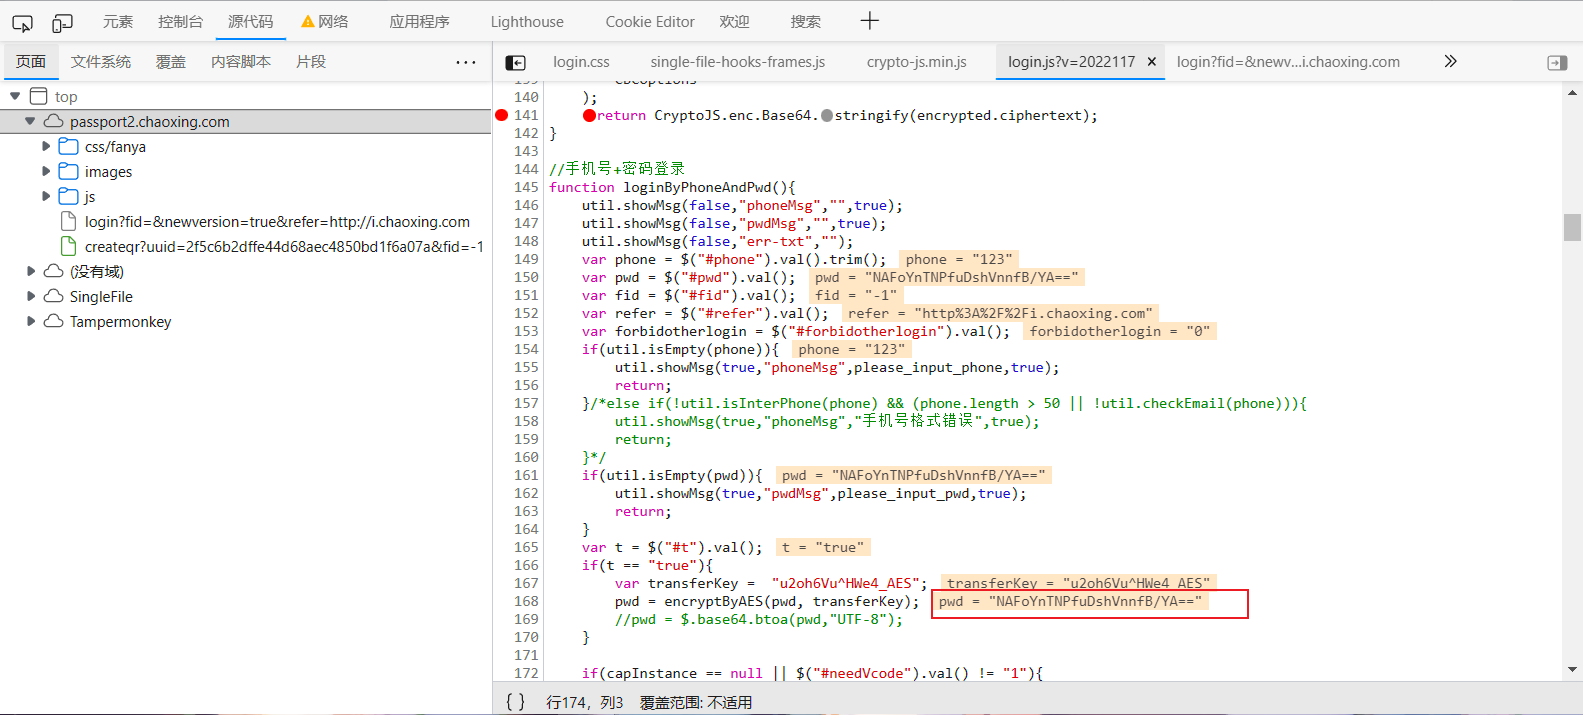 元素 控制台 源代码 网络 应用程序 Lighthouse Cookie Editor 欢迎 搜索
页面 文件系统 覆盖 内容脚本 片段
top
passport2.chaoxing.com
css/fanya
images
js
login?fid=&newversion=true&refer=http://i.chaoxing.com
createqr?uuid=2f5c6b2dffe44d68aec4850bd1f6a07a&fid=-1
(没有域)
SingleFile
Tampermonkey
login.css single-file-hooks-frames.js crypto-js.min.js login.js?v=2022117 × login?fid=&newv...i.chaoxing.com
140 );
141 return CryptoJS.enc.Base64.stringify(encrypted.ciphertext);
142 }
143
144 //手机号+密码登录
145 function loginByPhoneAndPwd(){
146 util.showMsg(false,"phoneMsg","",true);
147 util.showMsg(false,"pwdMsg","",true);
148 util.showMsg(false,"err-txt","");
149 var phone = $("#phone").val().trim(); phone = "123"
150 var pwd = $("#pwd").val(); pwd = "NAFoYnTNPfuDshVnnfB/YA=="
151 var fid = $("#fid").val(); fid = "-1"
152 var refer = $("#refer").val(); refer = "http%3A%2F%2Fi.chaoxing.com"
153 var forbidotherlogin = $("#forbidotherlogin").val(); forbidotherlogin = "0"
154 if(util.isEmpty(phone)){ phone = "123"
155 util.showMsg(true,"phoneMsg",please_input_phone,true);
156 return;
157 }/*else if(!util.isInterPhone(phone) && (phone.length > 50 || !util.checkEmail(phone))){
158 util.showMsg(true,"phoneMsg","手机号格式错误",true);
159 return;
160 }*/
161 if(util.isEmpty(pwd)){ pwd = "NAFoYnTNPfuDshVnnfB/YA=="
162 util.showMsg(true,"pwdMsg",please_input_pwd,true);
163 return;
164 }
165 var t = $("#t").val(); t = "true"
166 if(t == "true"){
167 var transferKey = "u2oh6Vu^HWe4_AES"; transferKey = "u2oh6Vu^HWe4_AES"
168 pwd = encryptByAES(pwd, transferKey); pwd = "NAFoYnTNPfuDshVnnfB/YA=="
169 //pwd = $.base64.btoa(pwd,"UTF-8");
170 }
171
172 if(capInstance == null || $("#needVcode").val() != "1"){
{ } 行174，列3 覆盖范围: 不适用